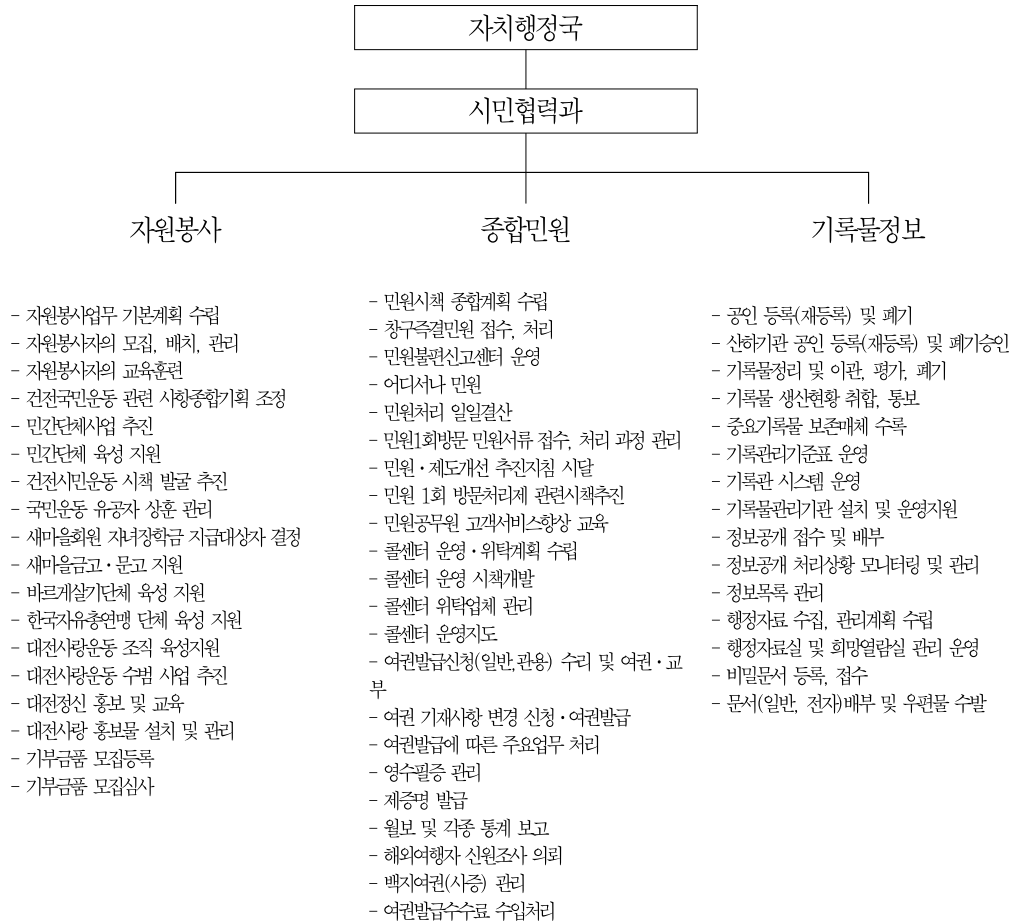 자치행정국
시민협력과
자원봉사
- 자원봉사업무 기본계획 수립
- 자원봉사자의 모집, 배치, 관리
- 자원봉사자의 교육훈련
- 건전국민운동 관련 시항종합기획 조정
- 민간단체사업 추진
- 민간단체 육성 지원
- 건전시민운동 시책 발굴 추진
- 국민운동 유공자 상훈 관리
- 새마을회원 자녀장학금 지급대상자 결정
- 새마을금고·문고 지원
- 바르게살기단체 육성 지원
- 한국자유총연맹 단체 육성 지원
- 대전사랑운동 조직 육성지원
- 대전사랑운동 수범 사업 추진
- 대전정신 홍보 및 교육
- 대전사랑 홍보물 설치 및 관리
- 기부금품 모집등록
- 기부금품 모집심사
종합민원
- 민원시책 종합계획 수립
- 창구즉결민원 접수, 처리
- 민원불편신고센터 운영
- 어디서나 민원
- 민원처리 일일결산
- 민원1회방문 민원서류 접수, 처리 과정 관리
- 민원·제도개선 추진지침 시달
- 민원 1회 방문처리제 관련시책추진
- 민원공무원 고객서비스향상 교육
- 콜센터 운영·위탁계획 수립
- 콜센터 운영 시책개발
- 콜센터 위탁업체 관리
- 콜센터 운영지도
- 여권발급신청(일반,관용) 수리 및 여권·교
부
- 여권 기재사항 변경 신청·여권발급
- 여권발급에 따른 주요업무 처리
- 영수필증 관리
- 제증명 발급
- 월보 및 각종 통계 보고
- 해외여행자 신원조사 의뢰
- 백지여권(사증) 관리
- 여권발급수수료 수입처리
기록물정보
- 공인 등록(재등록) 및 폐기
- 산하기관 공인 등록(재등록) 및 폐기승인
- 기록물정리 및 이관, 평가, 폐기
- 기록물 생산현황 취합, 통보
- 중요기록물 보존매체 수록
- 기록관리기준표 운영
- 기록관 시스템 운영
- 기록물관리기관 설치 및 운영지원
- 정보공개 접수 및 배부
- 정보공개 처리상황 모니터링 및 관리
- 정보목록 관리
- 행정자료 수집, 관리계획 수립
- 행정자료실 및 희망열람실 관리 운영
- 비밀문서 등록, 접수
- 문서(일반, 전자)배부 및 우편물 수발